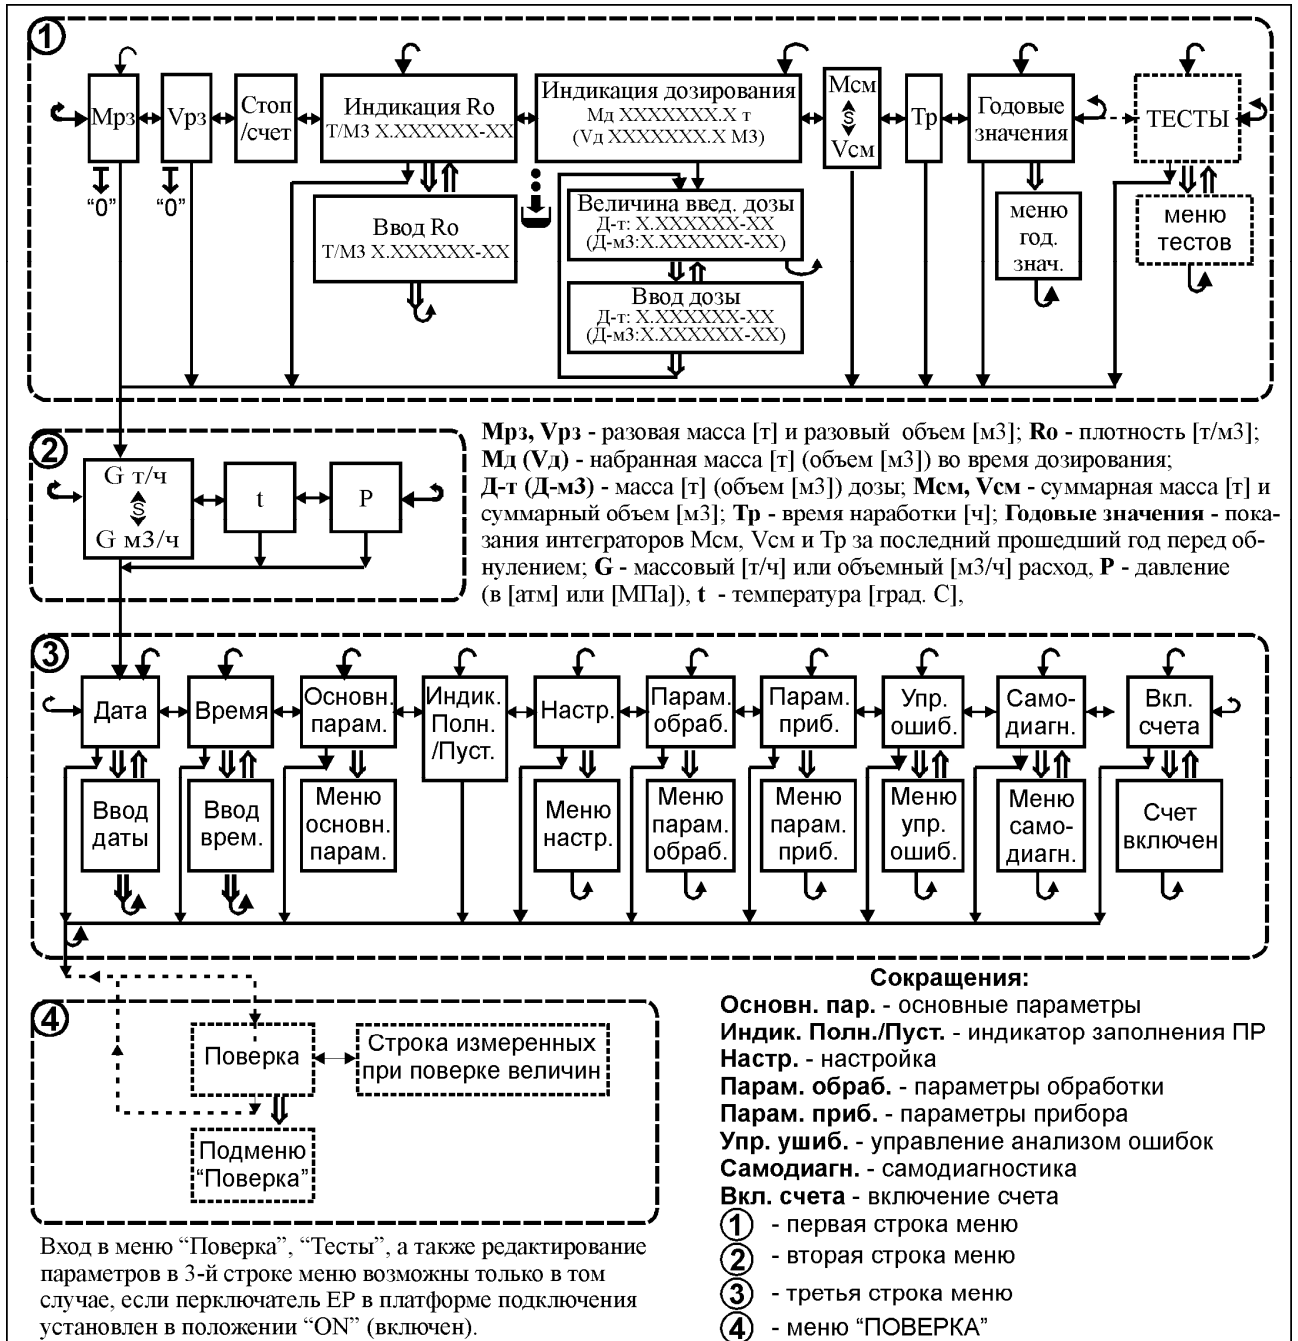 1
Мрз
Vрз
Стоп
/счет
Индикация Ro
Т/М3 X.XXXXXX-XX
Индикация дозирования
Мд XXXXXXX.X т
(Vд XXXXXXX.X М3)
Мсм
S
Vсм
Тр
Годовые
значения
ТЕСТЫ
“0”
“0”
Ввод Ro
Т/М3 X.XXXXXX-XX
Величина введ. дозы
Д-т: X.XXXXXX-XX
(Д-м3:X.XXXXXX-XX)
Ввод дозы
Д-т: X.XXXXXX-XX
(Д-м3:X.XXXXXX-XX)
меню
год.
знач.
меню
тестов
2
G т/ч
S
G м3/ч
t
P
Мрз, Vрз - разовая масса [т] и разовый объем [м3]; Ro - плотность [т/м3];
Мд (Vд) - набранная масса [т] (объем [м3]) во время дозирования;
Д-т (Д-м3) - масса [т] (объем [м3]) дозы; Мсм, Vсм - суммарная масса [т] и
суммарный объем [м3]; Тр - время наработки [ч]; Годовые значения - пока-
зания интеграторов Мсм, Vсм и Тр за последний прошедший год перед об-
нулением; G - массовый [т/ч] или объемный [м3/ч] расход, P - давление
(в [атм] или [МПа]), t - температура [град. С],
3
Дата
Время
Основн.
парам.
Индик.
Полн.
/Пуст.
Настр.
Парам.
обраб.
Парам.
приб.
Упр.
ошиб.
Само-
диагн.
Вкл.
счета
Ввод
даты
Ввод
врем.
Меню
основн.
парам.
Меню
настр.
Меню
парам.
обраб.
Меню
парам.
приб.
Меню
упр.
ошиб.
Меню
само-
диагн.
Счет
включен
4
Поверка
Строка измеренных
при поверке величин
Подменю
“Поверка”
Вход в меню “Поверка”, “Тесты”, а также редактирование
параметров в 3-й строке меню возможны только в том
случае, если перключатель EP в платформе подключения
установлен в положении “ON” (включен).
Сокращения:
Основн. пар. - основные параметры
Индик. Полн./Пуст. - индикатор заполнения ПР
Настр. - настройка
Парам. обраб. - параметры обработки
Парам. приб. - параметры прибора
Упр. ушиб. - управление анализом ошибок
Самодиагн. - самодиагностика
Вкл. счета - включение счета
1 - первая строка меню
2 - вторая строка меню
3 - третья строка меню
4 - меню “ПОВЕРКА”